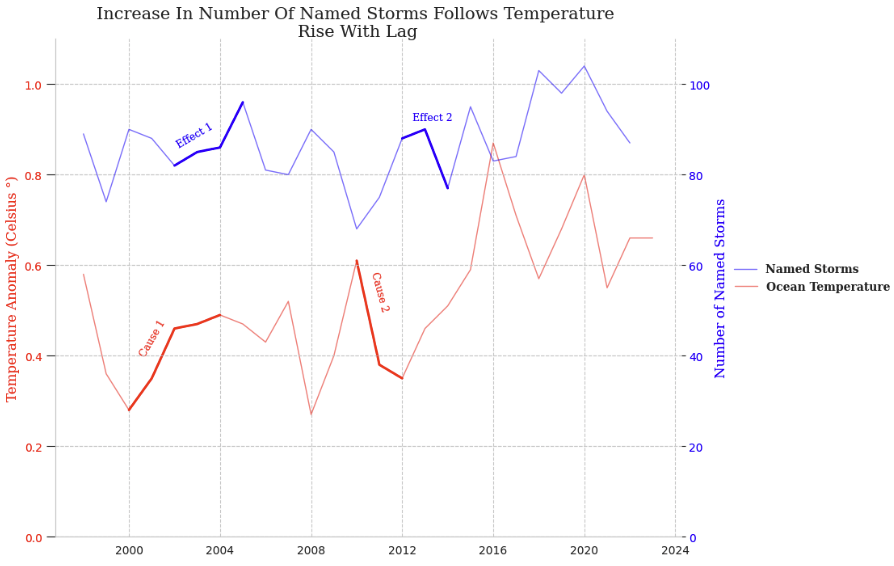 Increase In Number Of Named Storms Follows Temperature
Rise With Lag
Temperature Anomaly (Celsius °)
1.0
0.8
0.6
0.4
0.2
0.0
Effect 1
Effect 2
Cause 1
Cause 2
100
80
60
40
20
0
Number of Named Storms
Named Storms
Ocean Temperature
2000
2004
2008
2012
2016
2020
2024